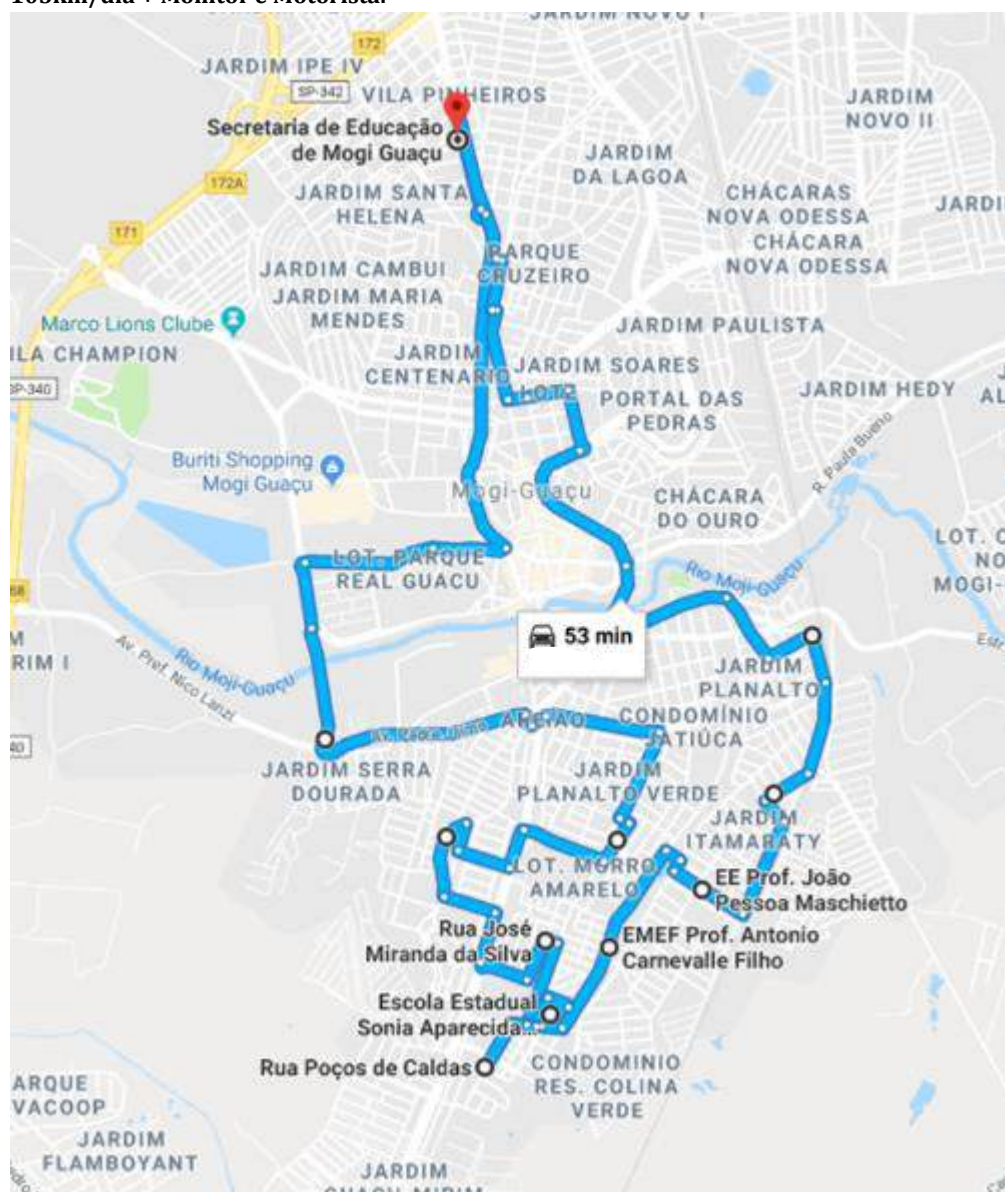 JARDIM NOVO I
172
JARDIM IPE IV
SP-342
VILA PINHEIROS
Secretaria de Educação
de Mogi Guaçu
JARDIM
NOVO II
JARDIM
DA LAGOA
172A
JARDIM SANTA
HELENA
CHÁCARAS
NOVA ODESSA
JARDI
171
PARQUE
CRUZEIRO
CHÁCARA
NOVA ODESSA
JARDIM CAMBUI
JARDIM MARIA
MENDES
Marco Lions Clube
JARDIM PAULISTA
ILA CHAMPION
JARDIM
CENTENARIO
JARDIM SOARES
SP-340
LOT2
PORTAL DAS
PEDRAS
JARDIM HEDY
AL
R. Paula Bueno
Buriti Shopping
Mogi Guaçu
Mogi-Guaçu
CHÁCARA
DO OURO
LOT. PARQUE
REAL GUACU
LOT. C
NO
MOGI-
Rio Moji-Guaçu
53 min
M
RIM I
Av. Pref. Nico Lanzi
Rio Moji-Guaçu
Estr
JARDIM
PLANALTO
AREIÃO
CONDOMÍNIO
JATIÚCA
JARDIM SERRA
DOURADA
JARDIM
PLANALTO VERDE
JARDIM
ITAMARATY
LOT. MORRO
AMARELO
EE Prof. João
Pessoa Maschietto
Rua José
Miranda da Silva
EMEF Prof. Antonio
Carnevalle Filho
Escola Estadual
Sonia Aparecida...
Rua Poços de Caldas
CONDOMINIO
RES. COLINA
VERDE
ARQUE
VACOOP
JARDIM
FLAMBOYANT
JARDIM